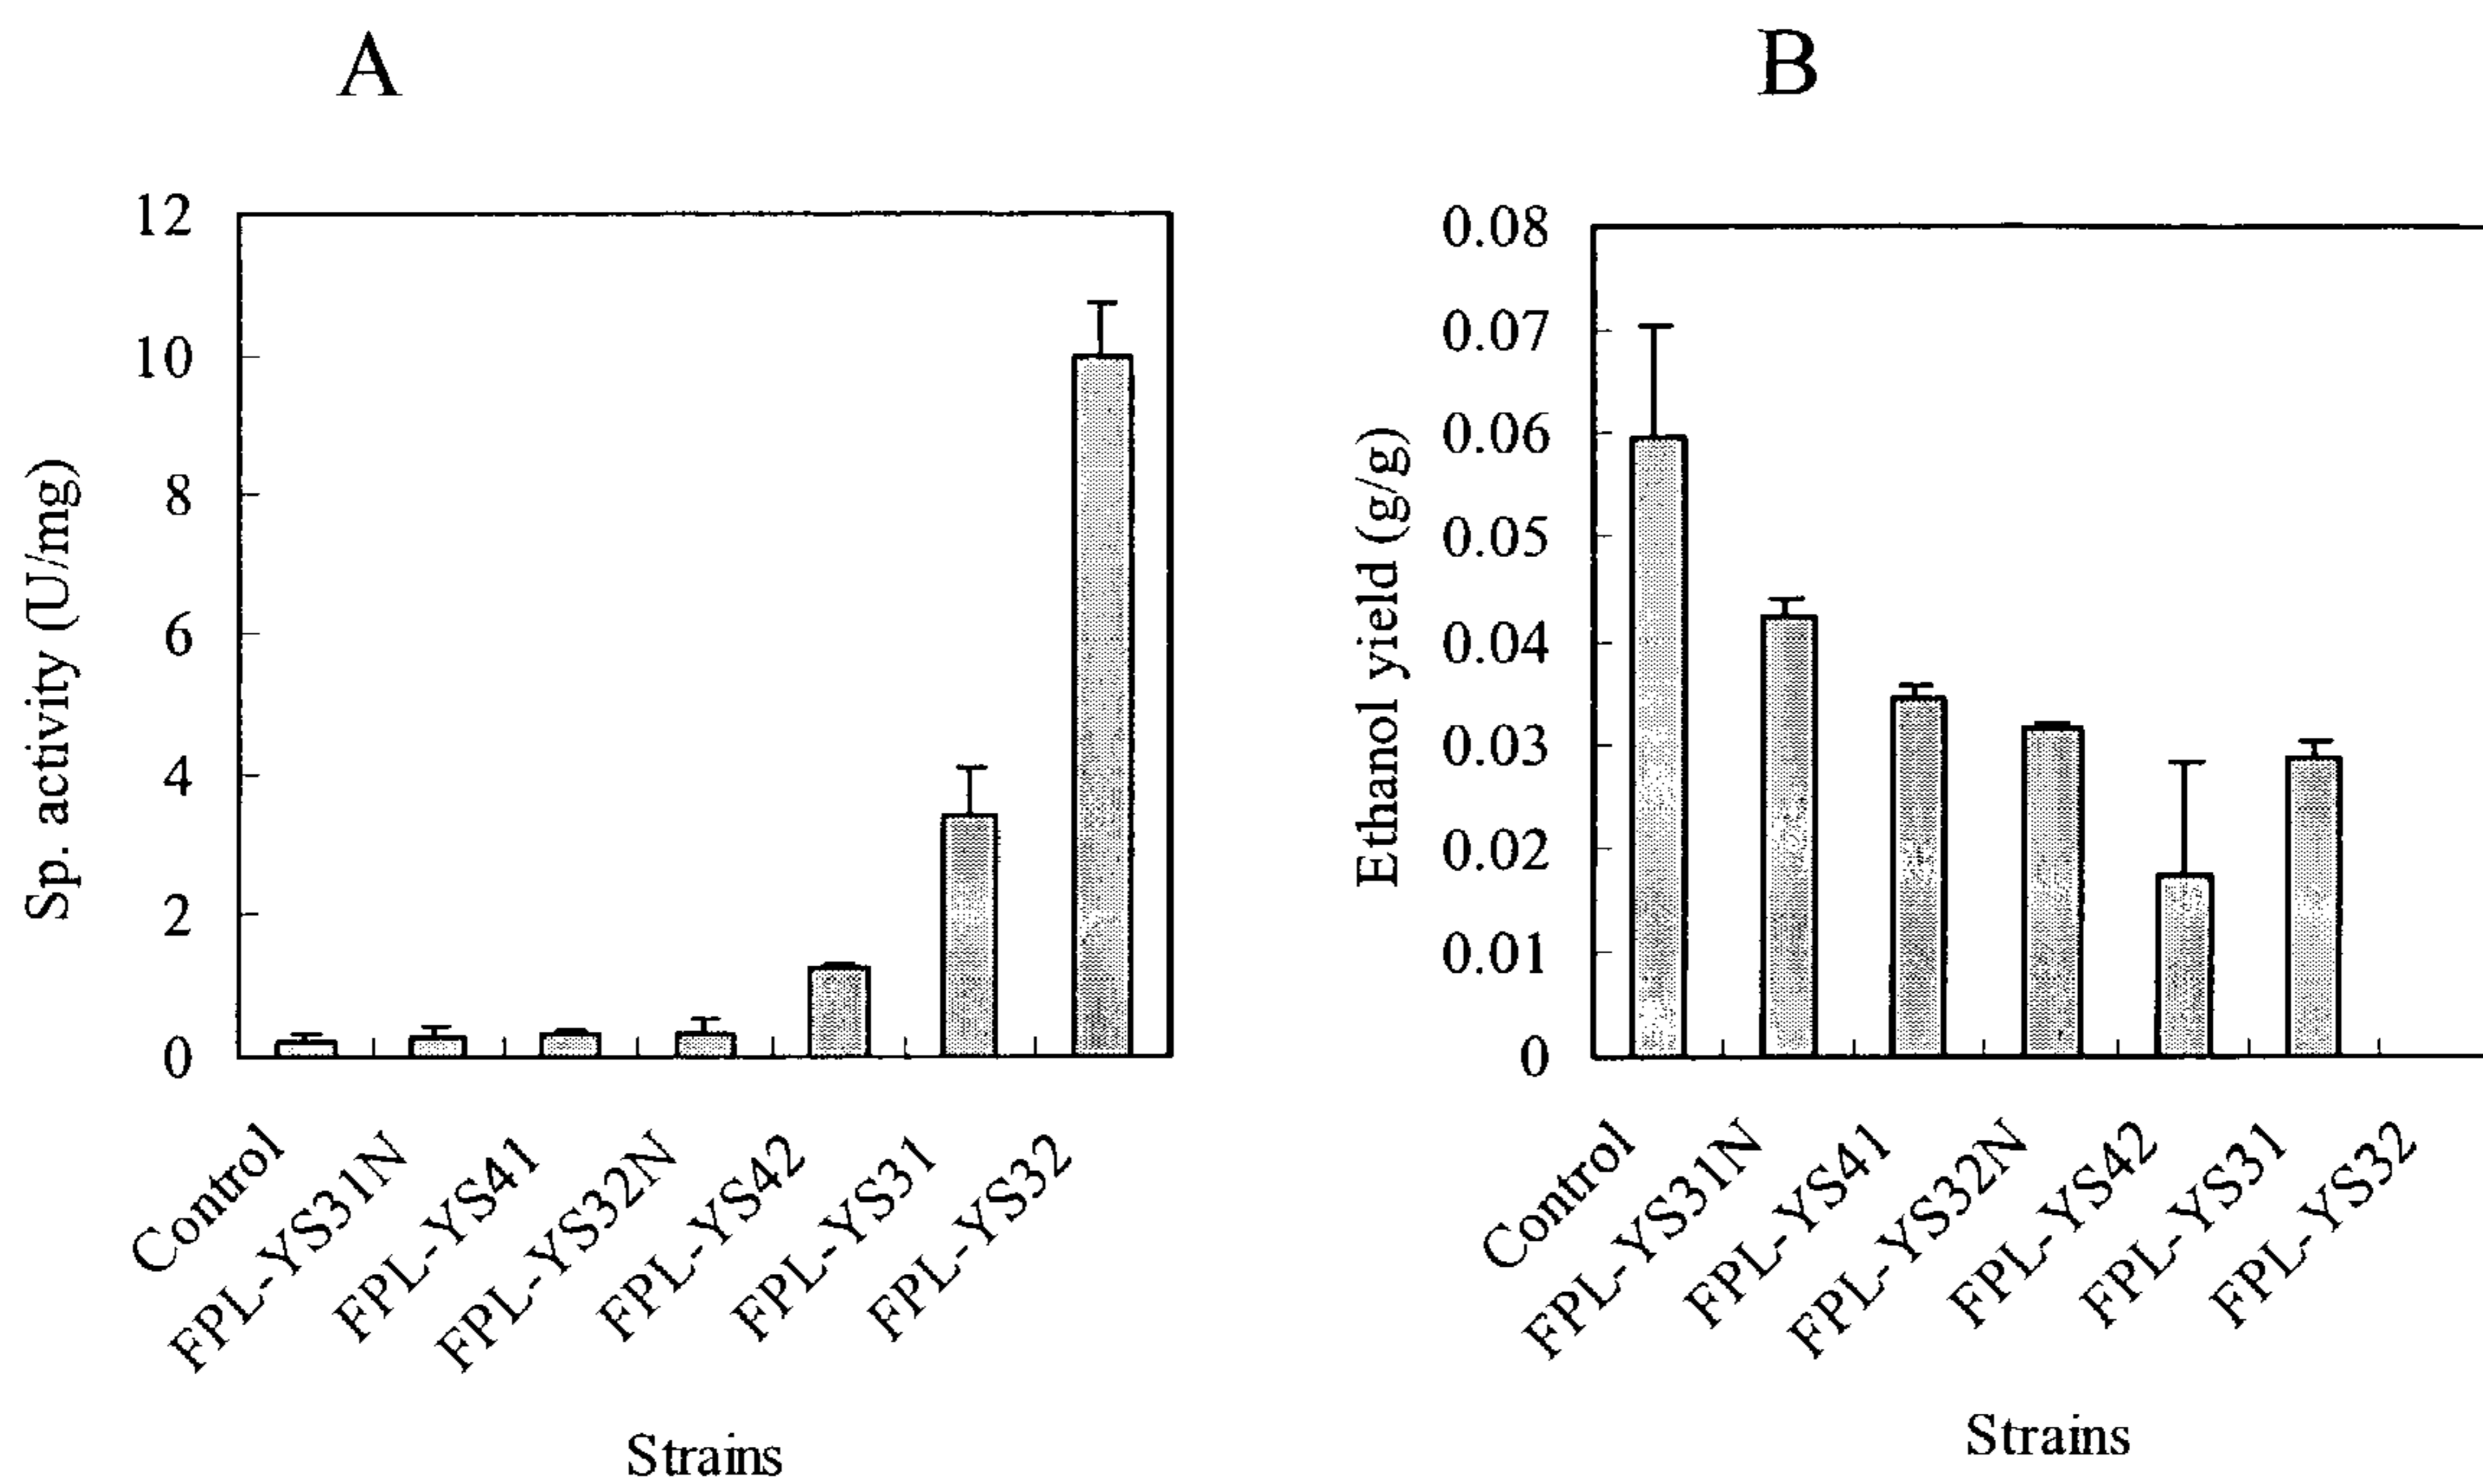 A
12
10
8
6
4
2
0
Sp. activity (U/mg)
Control
FPL-YS31N
FPL-YS41
FPL-YS32N
FPL-YS42
FPL-YS31
FPL-YS32
Strains
B
0.08
0.07
0.06
0.05
0.04
0.03
0.02
0.01
0
Ethanol yield (g/g)
Control
FPL-YS31N
FPL-YS41
FPL-YS32N
FPL-YS42
FPL-YS31
FPL-YS32
Strains